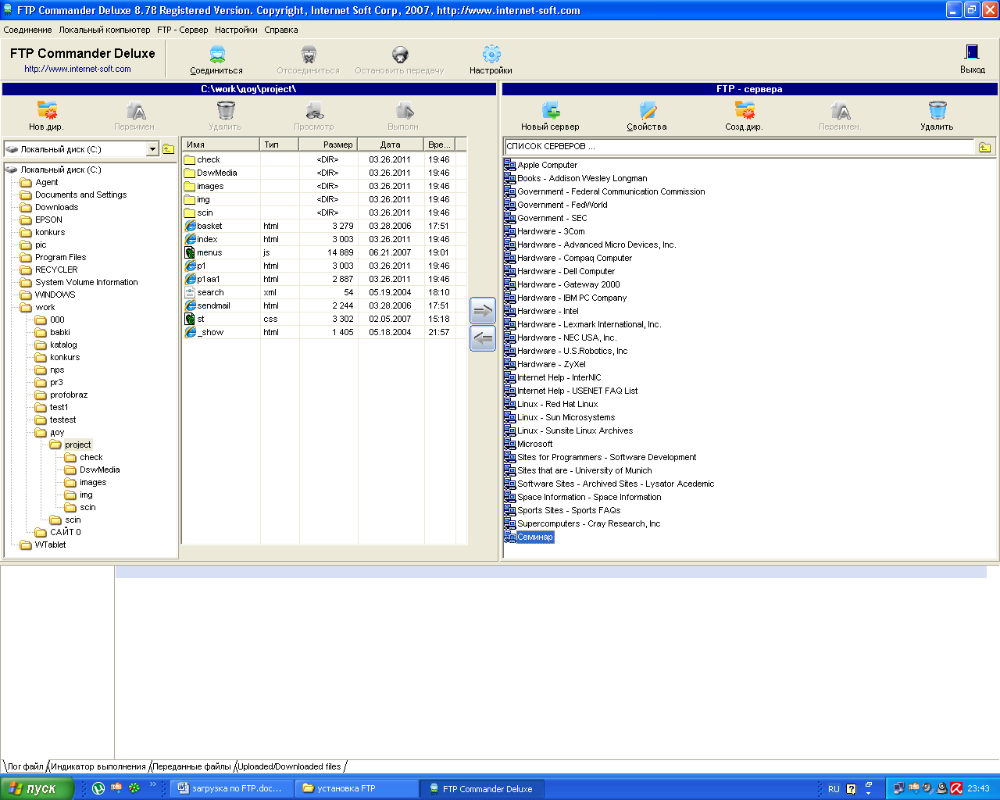 FTP Commander Deluxe 8.78 Registered Version. Copyright, Internet Soft Corp, 2007, http://www.internet-soft.com
Соединение Локальный компьютер FTP - Сервер Настройки Справка
FTP Commander Deluxe
http://www.internet-soft.com
Соединиться Отсоединиться Остановить передачу Настройки Выход
C:\work\доу\project\
Нов.дир. Переимен. Удалить Просмотр Выполн.
Локальный диск (C:)
Локальный диск (C:)
Agent
Documents and Settings
Downloads
EPSON
konkurs
pic
Program Files
RECYCLER
System Volume Information
WINDOWS
work
000
babki
katalog
konkurs
nps
pr3
profobraz
test1
testest
доу
project
check
DswMedia
images
img
scin
scin
САЙТ 0
WTablet
Имя Тип Размер Дата Вре...
check <DIR> 03.26.2011 19:46
DswMedia <DIR> 03.26.2011 19:46
images <DIR> 03.26.2011 19:46
img <DIR> 03.26.2011 19:46
scin <DIR> 03.26.2011 19:46
basket html 3 279 03.28.2006 17:51
index html 3 003 03.26.2011 19:46
menus js 14 889 06.21.2007 19:01
p1 html 3 003 03.26.2011 19:46
p1aa1 html 2 887 03.26.2011 19:46
search xml 54 05.19.2004 18:10
sendmail html 2 244 03.28.2006 17:51
st css 3 302 02.05.2007 15:18
_show html 1 405 05.18.2004 21:57
FTP - сервера
Новый сервер Свойства Созд.дир. Переимен. Удалить
СПИСОК СЕРВЕРОВ ...
Apple Computer
Books - Addison Wesley Longman
Government - Federal Communication Commission
Government - FedWorld
Government - SEC
Hardware - 3Com
Hardware - Advanced Micro Devices, Inc.
Hardware - Compaq Computer
Hardware - Dell Computer
Hardware - Gateway 2000
Hardware - IBM PC Company
Hardware - Intel
Hardware - Lexmark International, Inc.
Hardware - NEC USA, Inc.
Hardware - U.S.Robotics, Inc
Hardware - ZyXel
Internet Help - InterNIC
Internet Help - USENET FAQ List
Linux - Red Hat Linux
Linux - Sun Microsystems
Linux - Sunsite Linux Archives
Microsoft
Sites for Programmers - Software Development
Sites that are - University of Munich
Software Sites - Archived Sites - Lysator Acedemic
Space Information - Space Information
Sports Sites - Sports FAQs
Supercomputers - Cray Research, Inc
Семинар
Лог файл Индикатор выполнения Переданные файлы Uploaded/Downloaded files
пуск загрузка по FTP.doc... установка FTP FTP Commander Deluxe RU 23:43